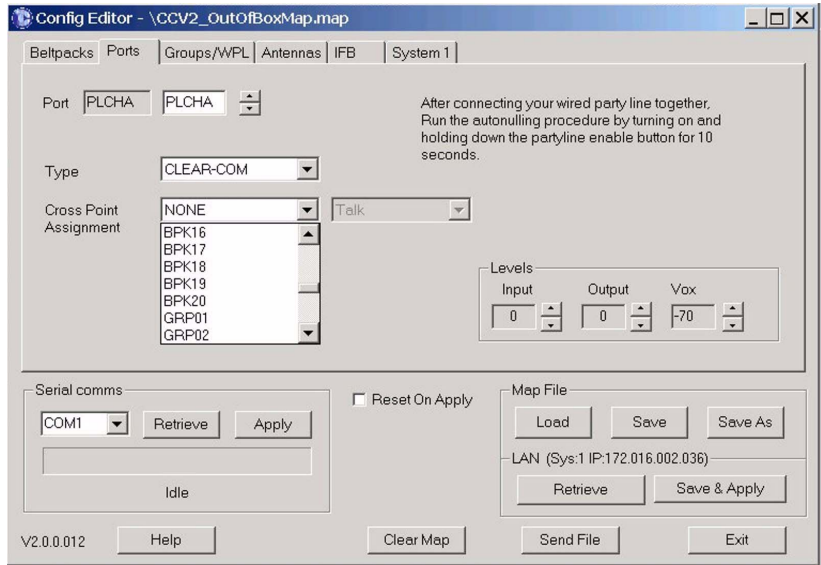 Config Editor - \CCV2_OutOfBoxMap.map
Beltpacks Ports Groups/WPL Antennas IFB System 1
Port PLCHA PLCHA
After connecting your wired party line together,
Run the autonulling procedure by turning on and
holding down the partyline enable button for 10
seconds.
Type CLEAR-COM
Cross Point
Assignment
NONE Talk
BPK16
BPK17
BPK18
BPK19
BPK20
GRP01
GRP02
Levels
Input Output Vox
0 0 -70
Serial comms
COM1 Retrieve Apply
Idle
Reset On Apply
Map File
Load Save Save As
LAN (Sys:1 IP:172.016.002.036)
Retrieve Save & Apply
V2.0.0.012 Help Clear Map Send File Exit